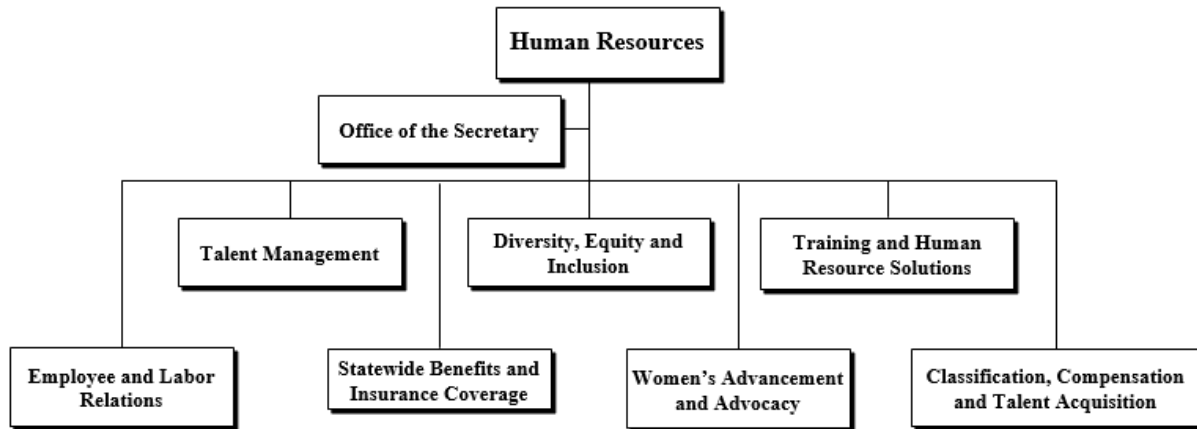 Human Resources
Office of the Secretary
Talent Management
Diversity, Equity and
Inclusion
Training and Human
Resource Solutions
Employee and Labor
Relations
Statewide Benefits and
Insurance Coverage
Women’s Advancement
and Advocacy
Classification, Compensation
and Talent Acquisition